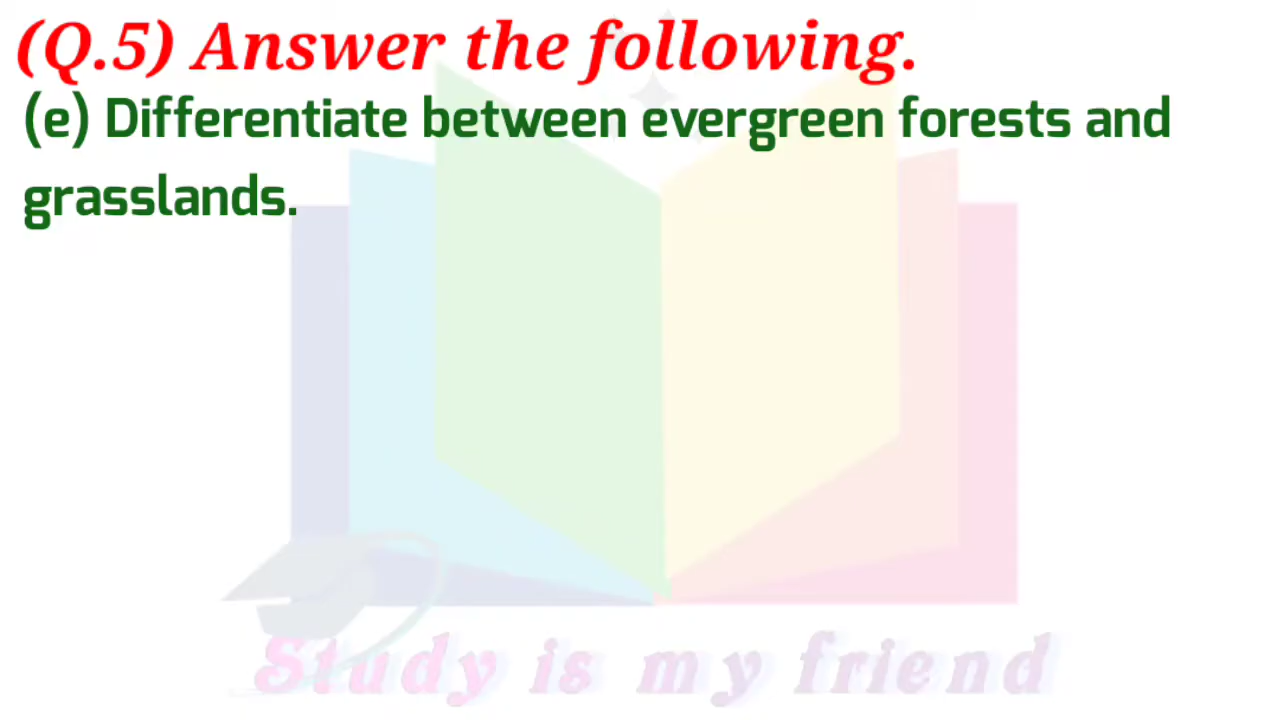 (Q.5) Answer the following.
(e) Differentiate between evergreen forests and
grasslands.
Study is my friend